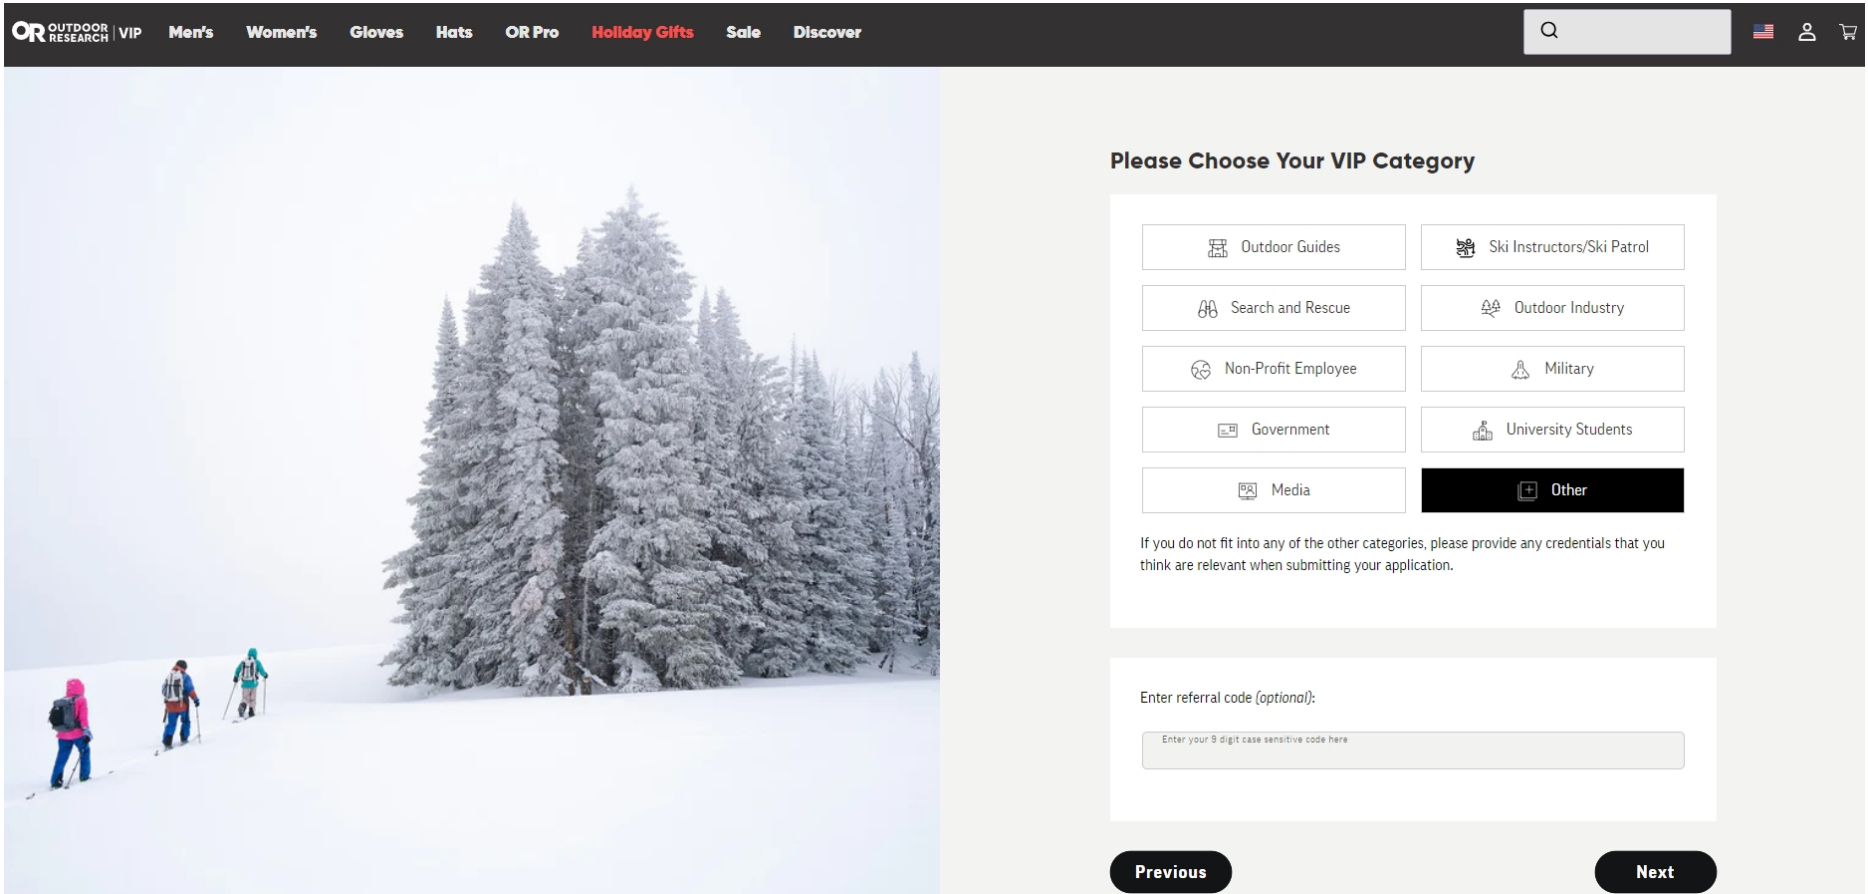 OR OUTDOOR RESEARCH | VIP Men's Women's Gloves Hats OR Pro Holiday Gifts Sale Discover
Please Choose Your VIP Category
Outdoor Guides
Ski Instructors/Ski Patrol
Search and Rescue
Outdoor Industry
Non-Profit Employee
Military
Government
University Students
Media
Other
If you do not fit into any of the other categories, please provide any credentials that you
think are relevant when submitting your application.
Enter referral code (optional):
Enter your 9 digit case sensitive code here
Previous
Next